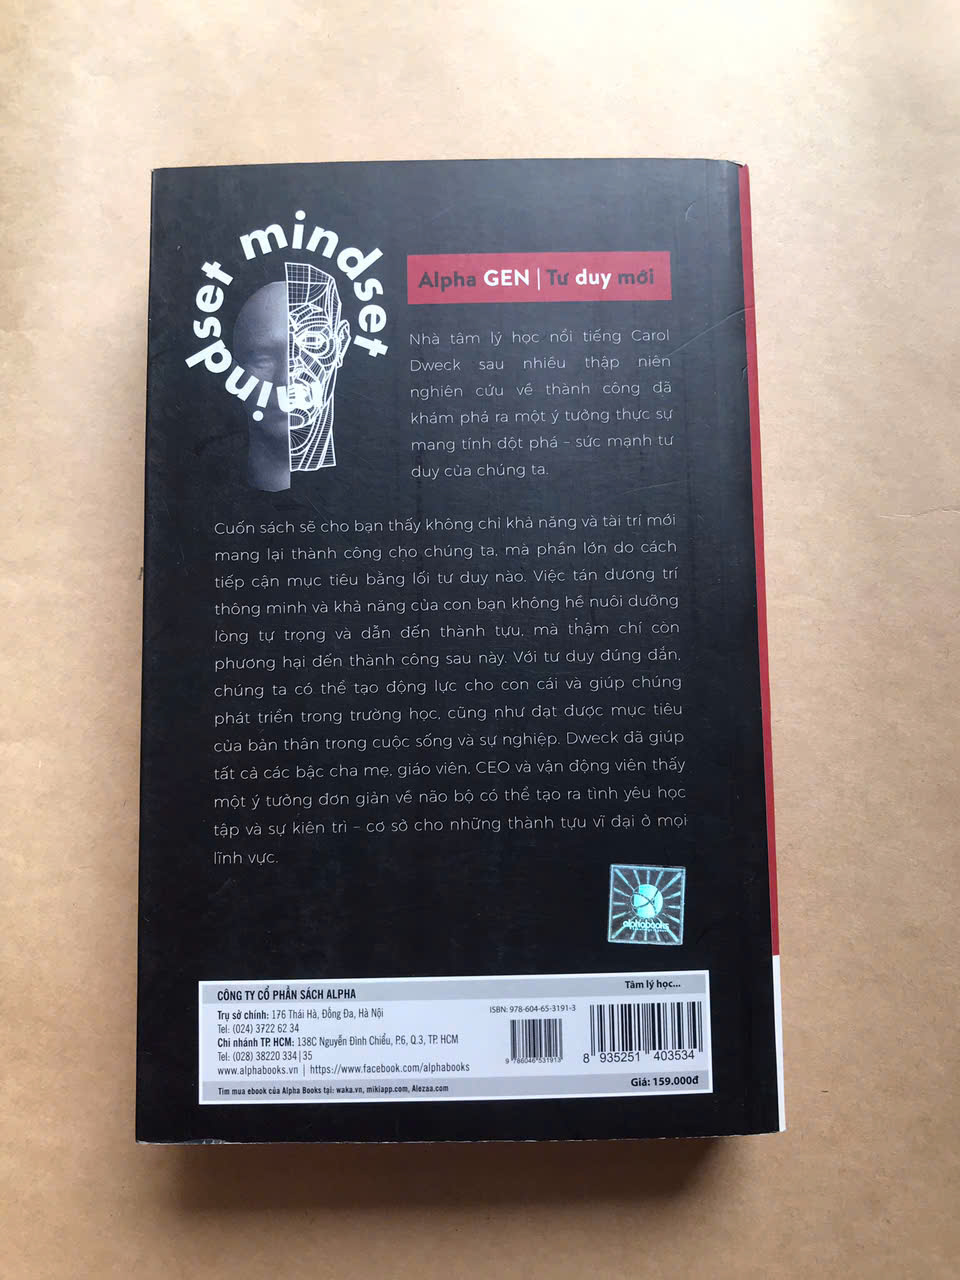 mindset mindset
Alpha GEN | Tư duy mới
Nhà tâm lý học nổi tiếng Carol
Dweck sau nhiều thập niên
nghiên cứu về thành công đã
khám phá ra một ý tưởng thực sự
mang tính đột phá – sức mạnh tư
duy của chúng ta.
Cuốn sách sẽ cho bạn thấy không chỉ khả năng và tài trí mới
mang lại thành công cho chúng ta, mà phần lớn do cách
tiếp cận mục tiêu bằng lối tư duy nào. Việc tán dương trí
thông minh và khả năng của con bạn không hề nuôi dưỡng
lòng tự trọng và dẫn đến thành tựu, mà thậm chí còn
phương hại đến thành công sau này. Với tư duy đúng đắn,
chúng ta có thể tạo động lực cho con cái và giúp chúng
phát triển trong trường học, cũng như đạt được mục tiêu
của bản thân trong cuộc sống và sự nghiệp. Dweck đã giúp
tất cả các bậc cha mẹ, giáo viên, CEO và vận động viên thấy
một ý tưởng đơn giản về não bộ có thể tạo ra tình yêu học
tập và sự kiên trì – cơ sở cho những thành tựu vĩ đại ở mọi
lĩnh vực.
alphabooks
CÔNG TY CỔ PHẦN SÁCH ALPHA
Trụ sở chính: 176 Thái Hà, Đống Đa, Hà Nội
Tel: (024) 3722 62 34
Chi nhánh TP. HCM: 138C Nguyễn Đình Chiểu, P.6, Q.3, TP. HCM
Tel: (028) 38220 334 | 35
www.alphabooks.vn | https://www.facebook.com/alphabooks
Tìm mua ebook của Alpha Books tại: waka.vn, mikiapp.com, Alezaa.com
Tâm lý học...
ISBN: 978-604-65-3191-3
9 786046 531913
8 935251 403534
Giá: 159.000đ